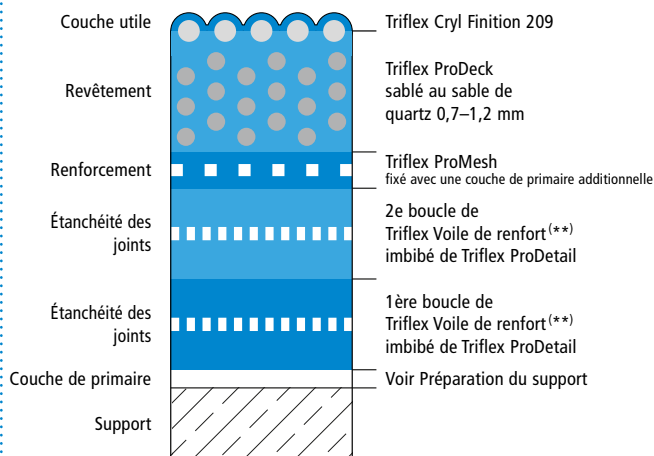 Couche utile
Triflex Cryl Finition 209
Revêtement
Triflex ProDeck
sablé au sable de
quartz 0,7–1,2 mm
Renforcement
Triflex ProMesh
fixé avec une couche de primaire additionnelle
Étanchéité des
joints
2e boucle de
Triflex Voile de renfort (**)
imbibé de Triflex ProDetail
Étanchéité des
joints
1ère boucle de
Triflex Voile de renfort (**)
imbibé de Triflex ProDetail
Couche de primaire
Voir Préparation du support
Support